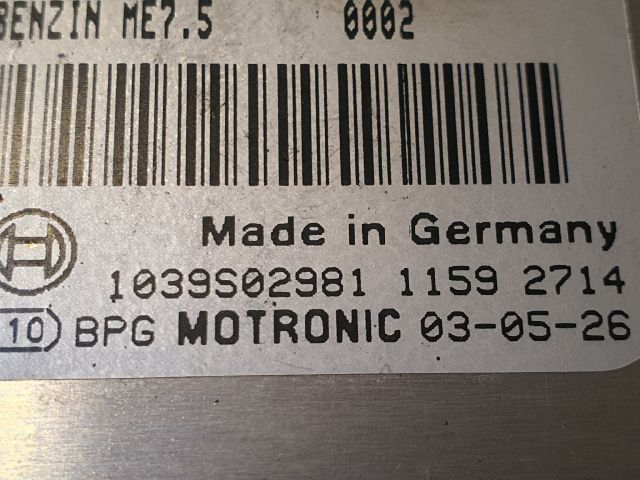 BENZIN ME7.5 0002
Made in Germany
1039S02981 1159 2714
10 BPG MOTRONIC 03-05-26